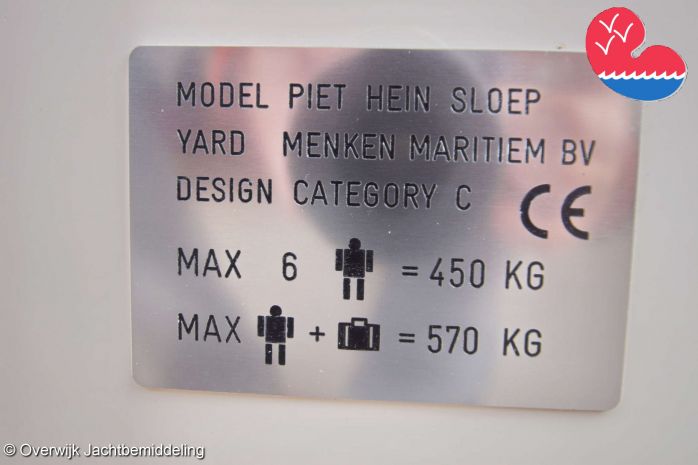 MODEL PIET HEIN SLOEP
YARD MENKEN MARITIEM BV
DESIGN CATEGORY C CE
MAX 6 = 450 KG
MAX + = 570 KG
© Overwijk Jachtbemiddeling